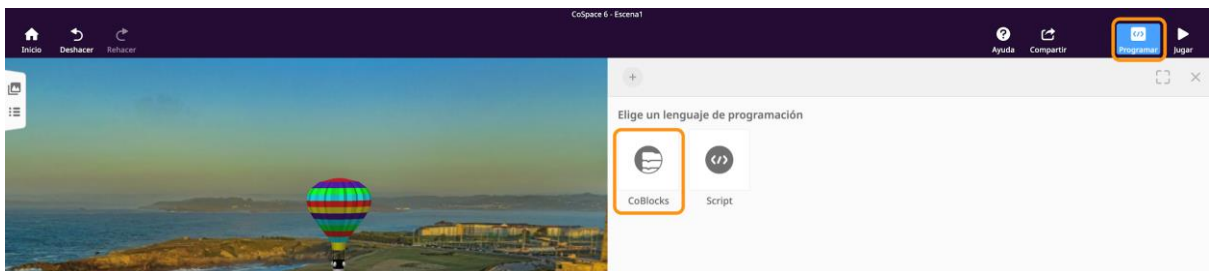 CoSpace 6 - Escena1
Inicio Deshacer Rehacer Ayuda Compartir Programar Jugar
Elige un lenguaje de programación
CoBlocks Script